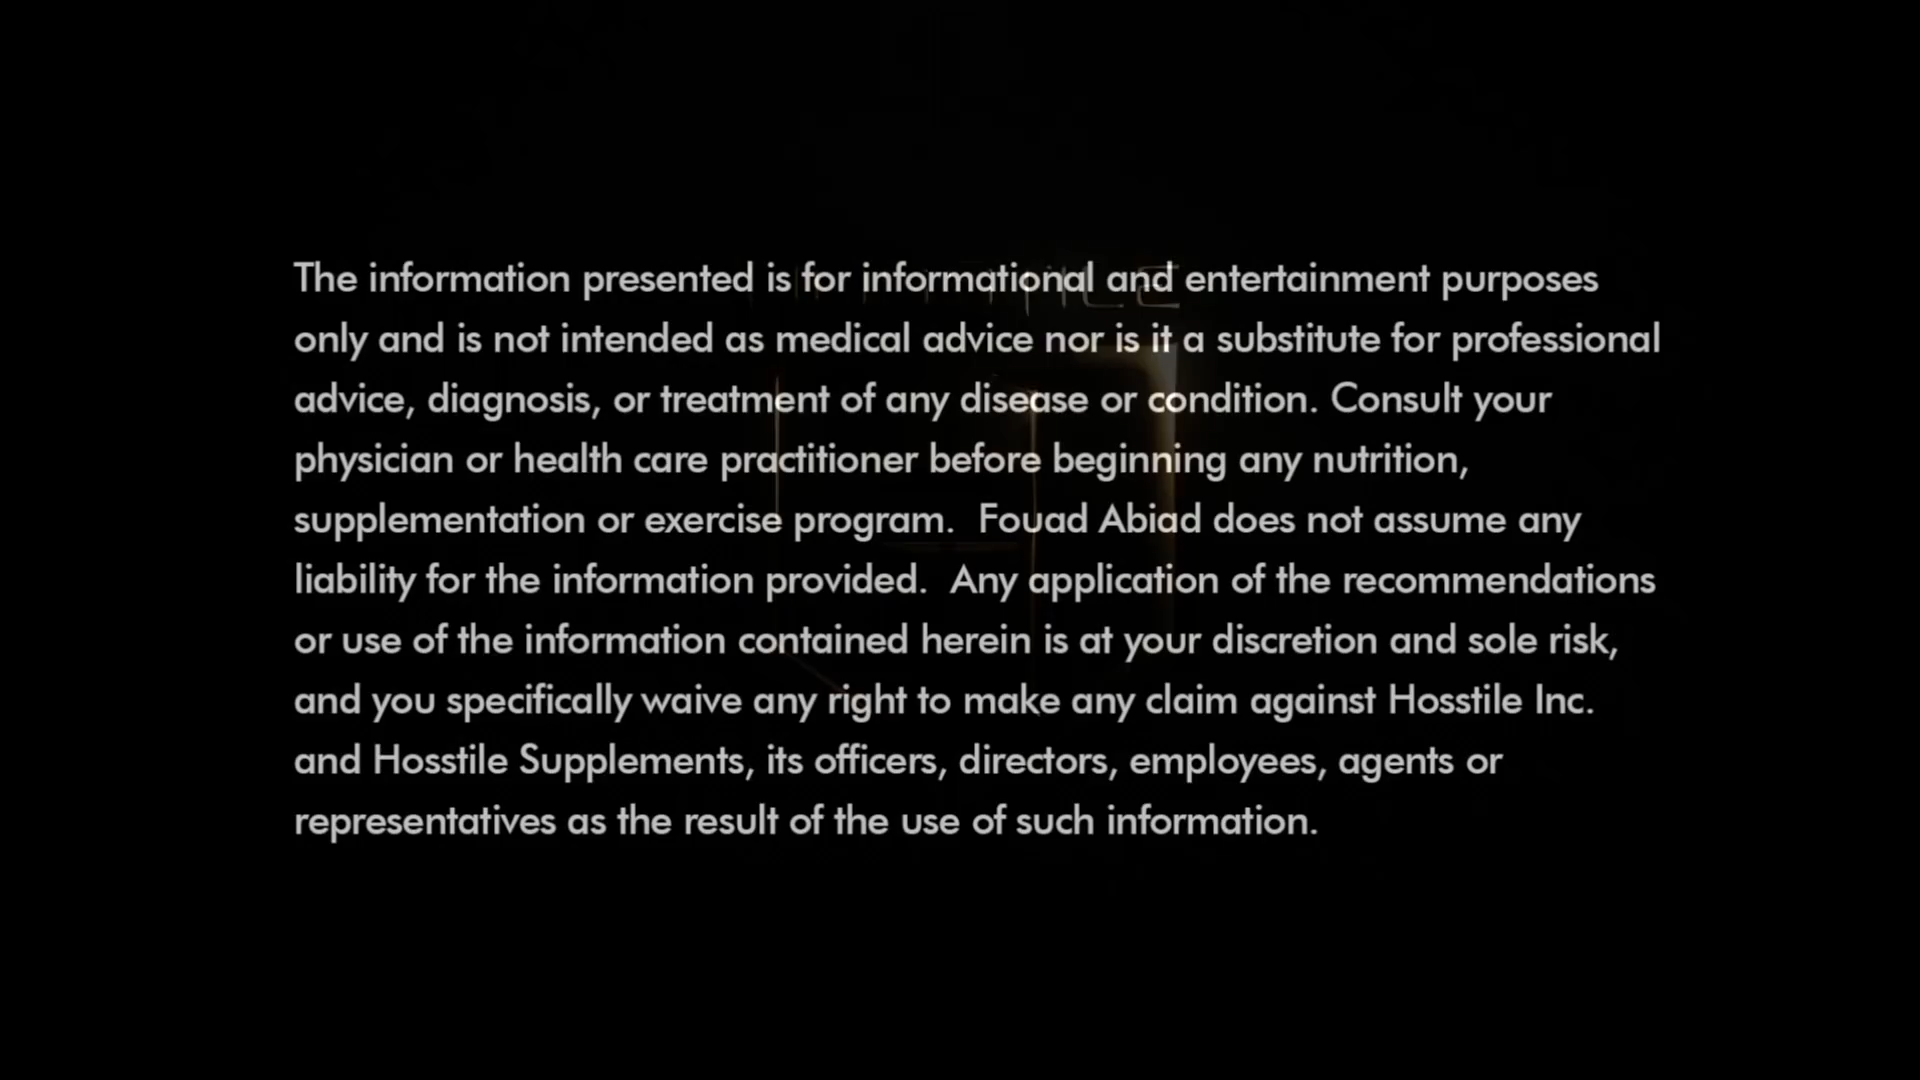 The information presented is for informational and entertainment purposes
only and is not intended as medical advice nor is it a substitute for professional
advice, diagnosis, or treatment of any disease or condition. Consult your
physician or health care practitioner before beginning any nutrition,
supplementation or exercise program.  Fouad Abiad does not assume any
liability for the information provided.  Any application of the recommendations
or use of the information contained herein is at your discretion and sole risk,
and you specifically waive any right to make any claim against Hosstile Inc.
and Hosstile Supplements, its officers, directors, employees, agents or
representatives as the result of the use of such information.